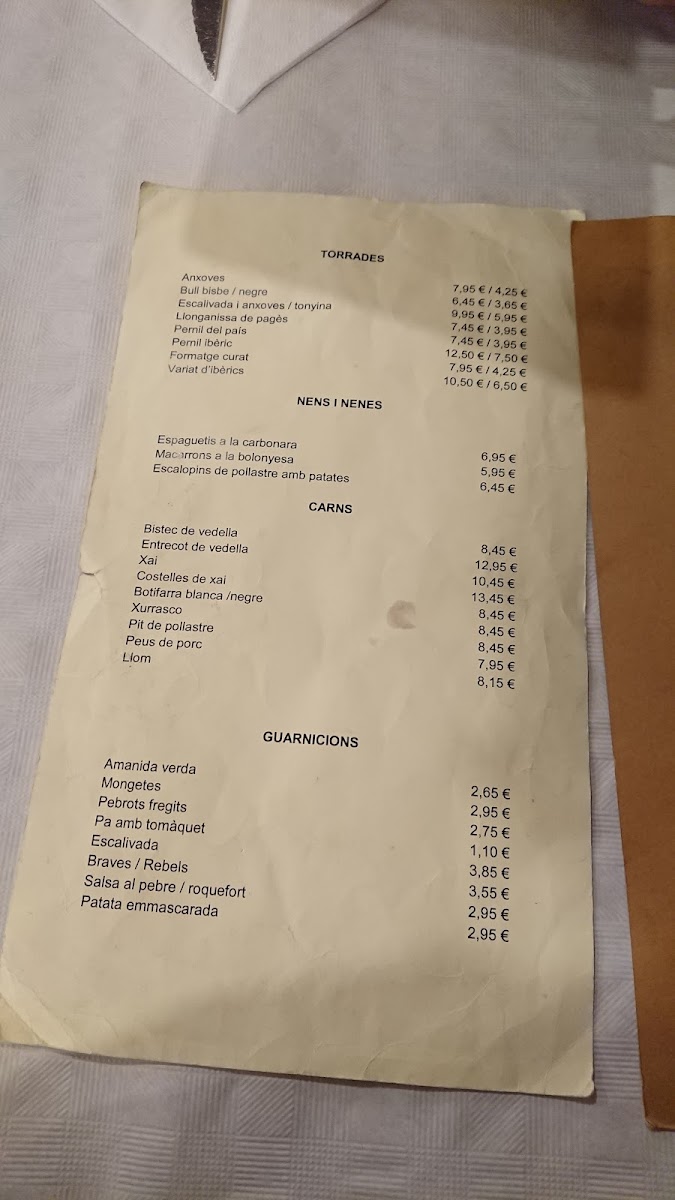 TORRADES
Anxoves 7,95 € / 4,25 €
Bull bisbe / negre 6,45 € / 3,65 €
Escalivada i anxoves / tonyina 9,95 € / 5,95 €
Llonganissa de pagès 7,45 € / 3,95 €
Pernil del país 7,45 € / 3,95 €
Pernil ibèric 12,50 € / 7,50 €
Formatge curat 7,95 € / 4,25 €
Variat d'ibèrics 10,50 € / 6,50 €
NENS I NENES
Espaguetis a la carbonara 6,95 €
Macarrons a la bolonyesa 5,95 €
Escalopins de pollastre amb patates 6,45 €
CARNS
Bistec de vedella 8,45 €
Entrecot de vedella 12,95 €
Xai 10,45 €
Costelles de xai 13,45 €
Botifarra blanca /negre 8,45 €
Xurrasco 8,45 €
Pit de pollastre 8,45 €
Peus de porc 7,95 €
Llom 8,15 €
GUARNICIONS
Amanida verda 2,65 €
Mongetes 2,95 €
Pebrots fregits 2,75 €
Pa amb tomàquet 1,10 €
Escalivada 3,85 €
Braves / Rebels 3,55 €
Salsa al pebre / roquefort 2,95 €
Patata emmascarada 2,95 €